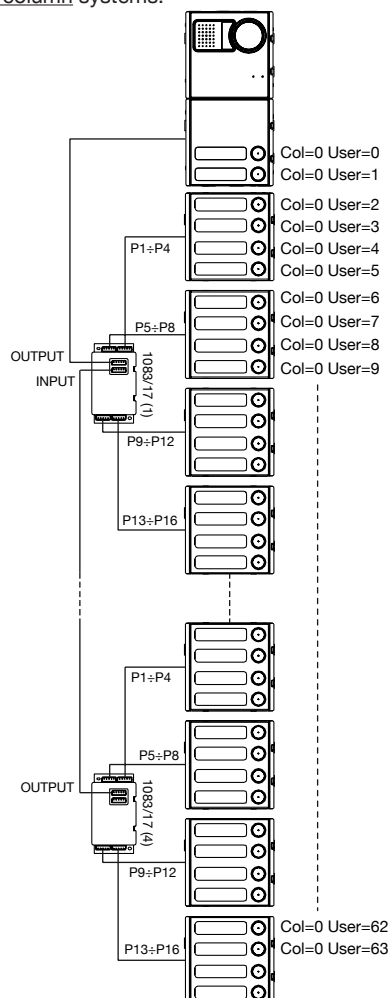 column systems.
Col=0 User=0
Col=0 User=1
Col=0 User=2
Col=0 User=3
P1÷P4
Col=0 User=4
Col=0 User=5
Col=0 User=6
P5÷P8
Col=0 User=7
OUTPUT
Col=0 User=8
INPUT
1083/17 (1)
Col=0 User=9
P9÷P12
P13÷P16
P1÷P4
P5÷P8
OUTPUT
1083/17 (4)
P9÷P12
Col=0 User=62
P13÷P16
Col=0 User=63